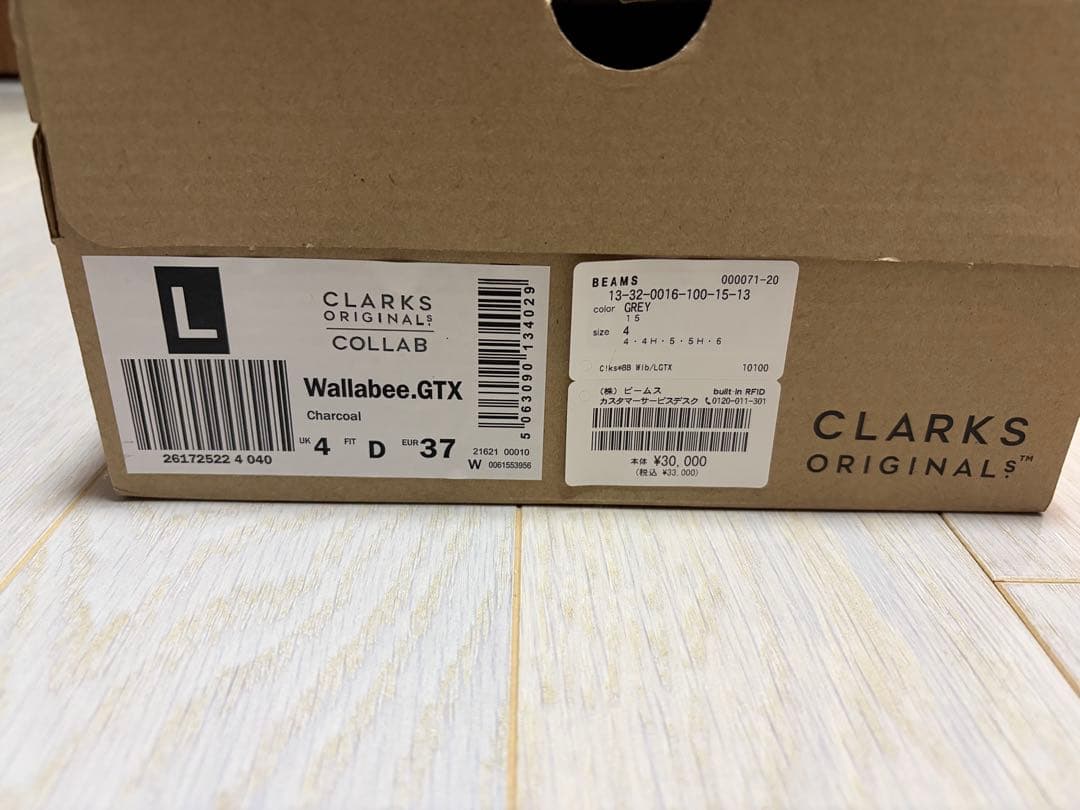 L
CLARKS
ORIGINALS
COLLAB
Wallabee.GTX
Charcoal
UK 4 FIT D EUR 37
26172522 4 040
5 063090 134029
21621 00010
W 0061553956
BEAMS 000071-20
13-32-0016-100-15-13
color GREY
15
size 4
4・4H・5・5H・6
C!ks*BB Wlb/LGTX 10100
(株) ビームス built-in RFID
カスタマーサービスデスク 0120-011-301
本体 ¥30,000
(税込 ¥33,000)
CLARKS
ORIGINALS™